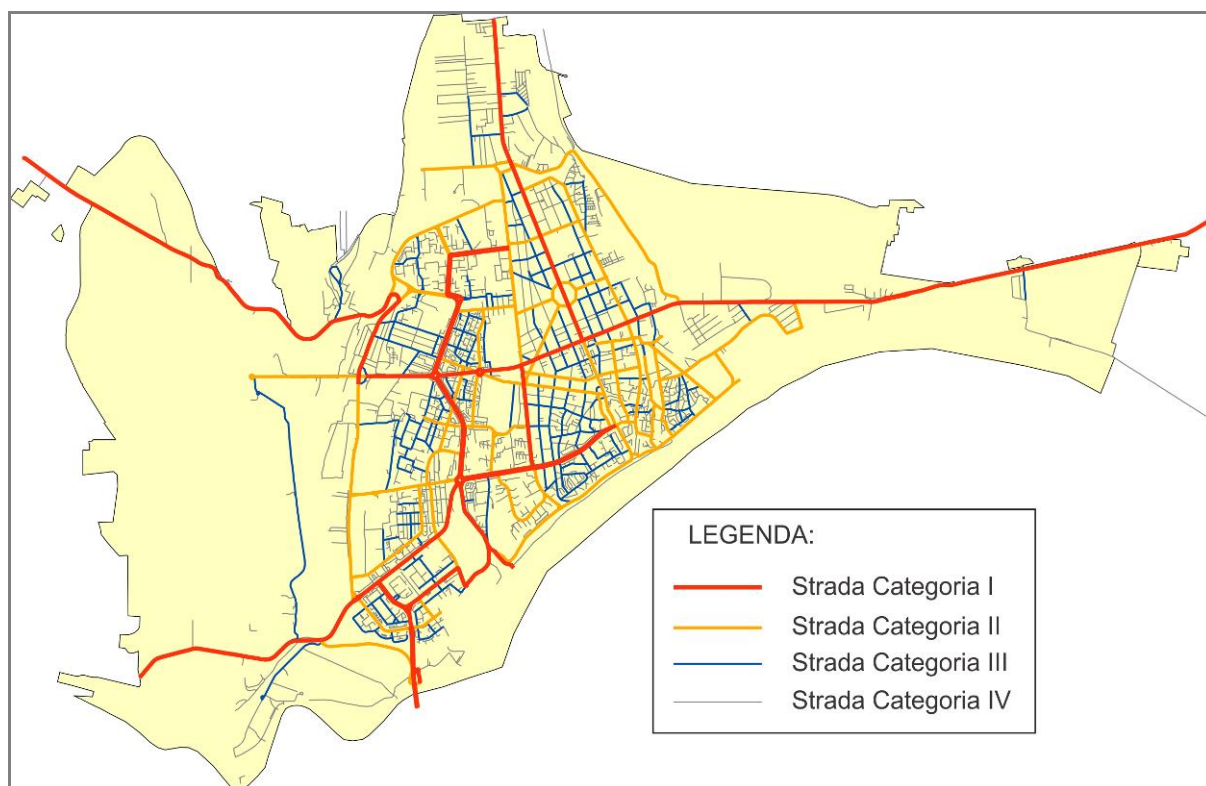 LEGENDA:
Strada Categoria I
Strada Categoria II
Strada Categoria III
Strada Categoria IV